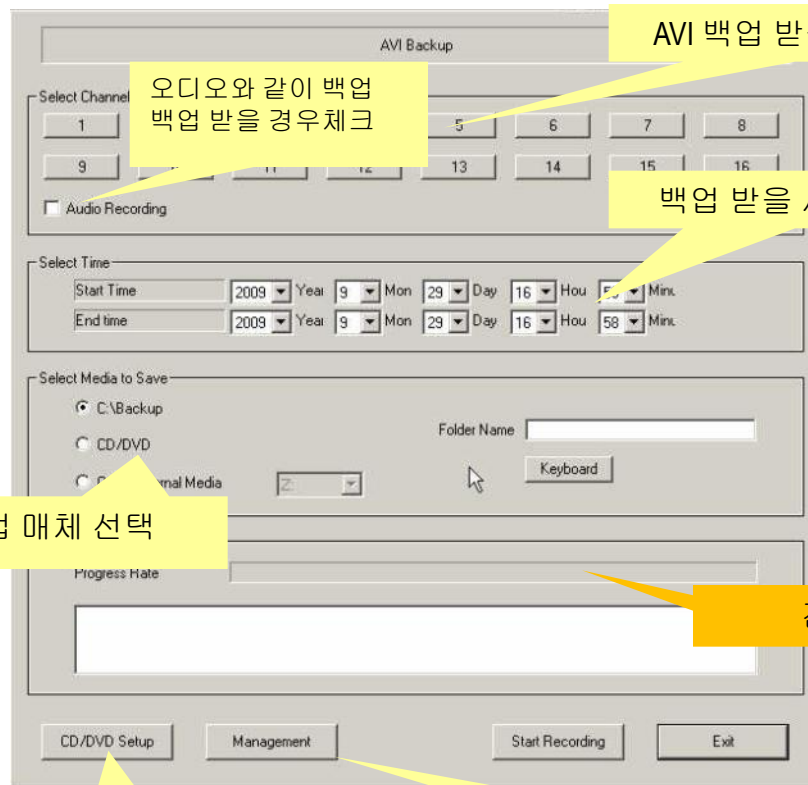 AVI Backup
AVI 백업 받
Select Channel
오디오와 같이 백업
백업 받을 경우체크
1 5 6 7 8
9 11 12 13 14 15 16
Audio Recording
백업 받을
Select Time
Start Time 2009 Year 9 Mon 29 Day 16 Hou Minu
End time 2009 Year 9 Mon 29 Day 16 Hou 58 Minu
Select Media to Save
C:\Backup
CD/DVD
Folder Name
Keyboard
Media
Z:
매체 선택
Progress Rate
CD/DVD Setup
Management
Start Recording
Exit